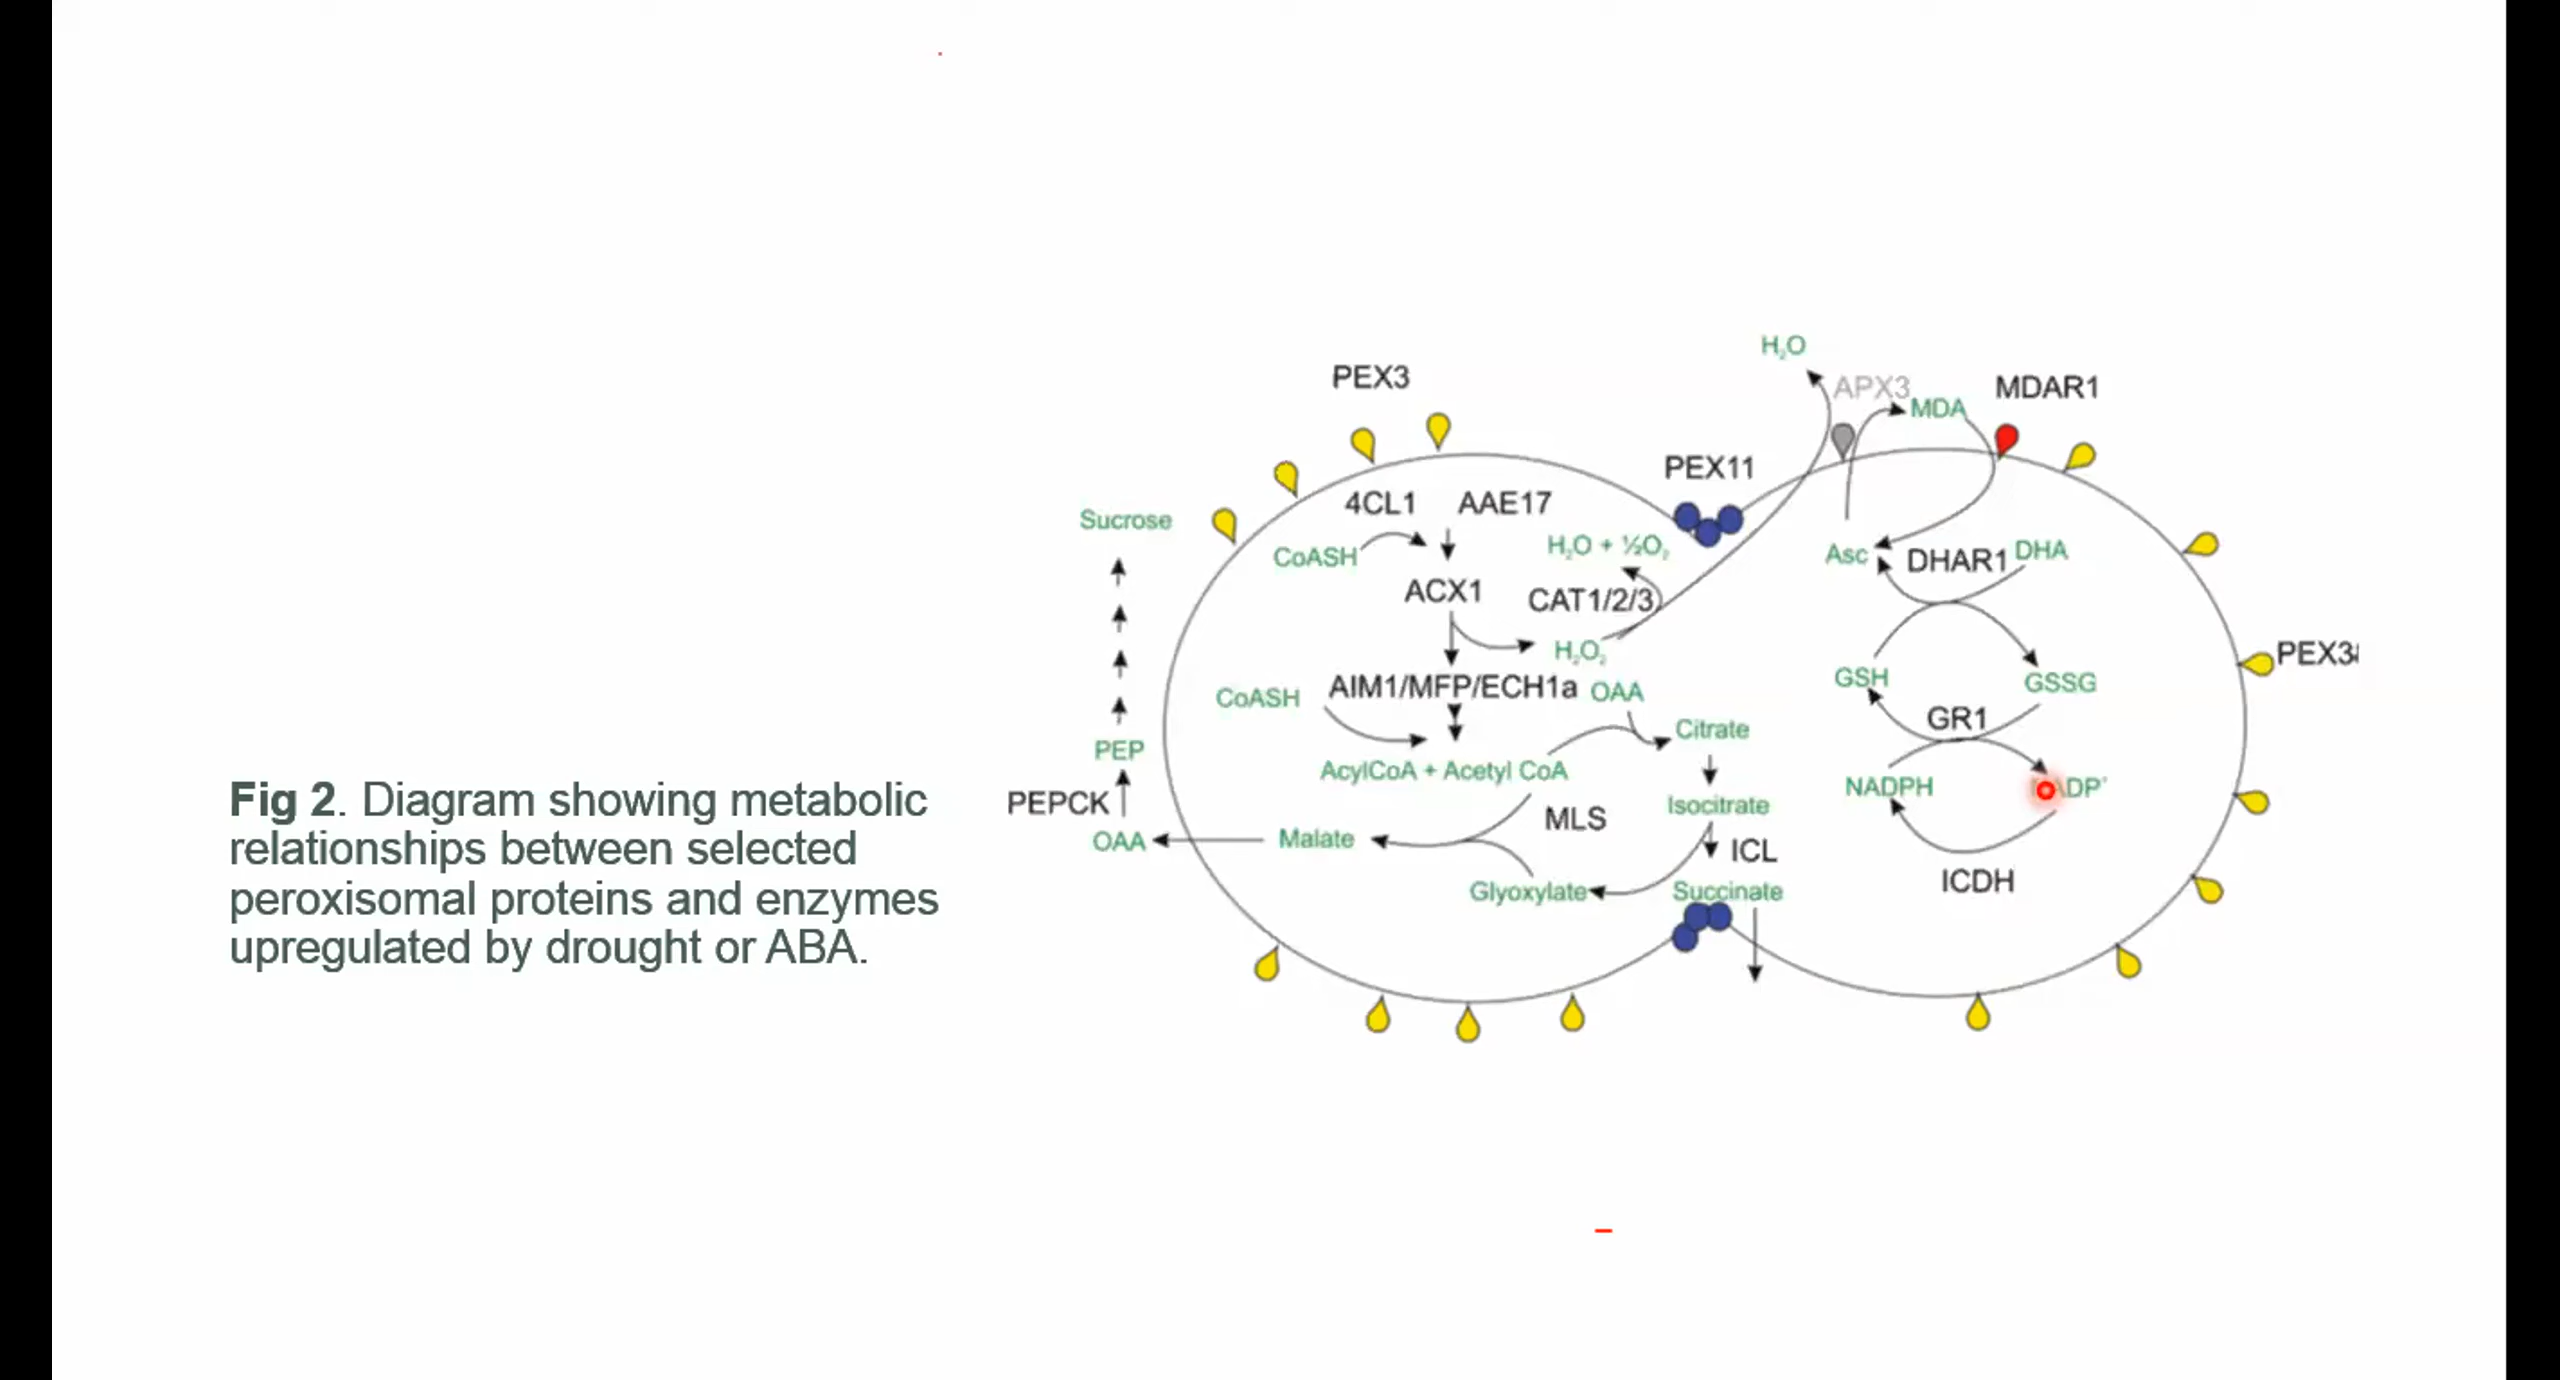 H₂O
PEX3
APX3
MDAR1
MDA
PEX11
4CL1 AAE17
Sucrose
CoASH
H₂O + ½O₂
Asc
DHAR1
DHA
ACX1
CAT1/2/3
H₂O₂
PEX3
GSH
GSSG
CoASH
AIM1/MFP/ECH1a
OAA
Citrate
GR1
PEP
AcylCoA + Acetyl CoA
NADPH
PEPCK
Isocitrate
MLS
OAA
Malate
ICL
ICDH
Glyoxylate
Succinate
Fig 2. Diagram showing metabolic
relationships between selected
peroxisomal proteins and enzymes
upregulated by drought or ABA.